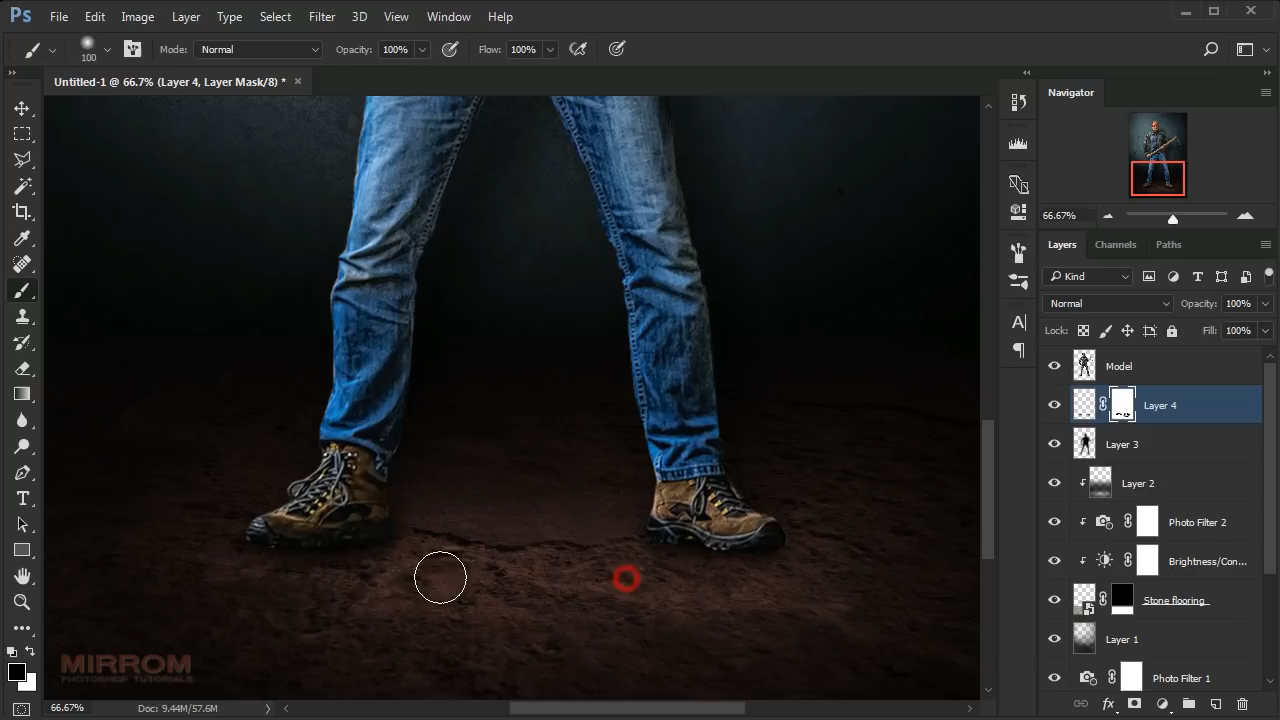 Ps File Edit Image Layer Type Select Filter 3D View Window Help
100 Mode: Normal Opacity: 100% Flow: 100%
Untitled-1 @ 66.7% (Layer 4, Layer Mask/8) *
Navigator
66.67%
Layers Channels Paths
Kind
Normal Opacity: 100%
Lock: Fill: 100%
Model
Layer 4
Layer 3
Layer 2
Photo Filter 2
Brightness/Con...
Stone flooring
Layer 1
Photo Filter 1
MIRROM
PHOTOSHOP TUTORIALS
66.67% Doc: 9.44M/57.6M